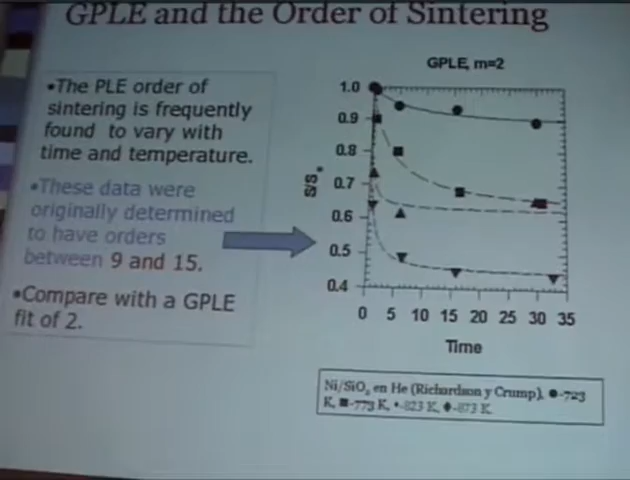 GPLE and the Order of Sintering
•The PLE order of
sintering is frequently
found to vary with
time and temperature.
•These data were
originally determined
to have orders
between 9 and 15.
•Compare with a GPLE
fit of 2.
GPLE, m=2
S/S
1.0
0.9
0.8
0.7
0.6
0.5
0.4
0 5 10 15 20 25 30 35
Time
Ni/SiO2 en He (Richardson y Crump), ●-723
K, ■-773 K, -823 K, ♦-873 K